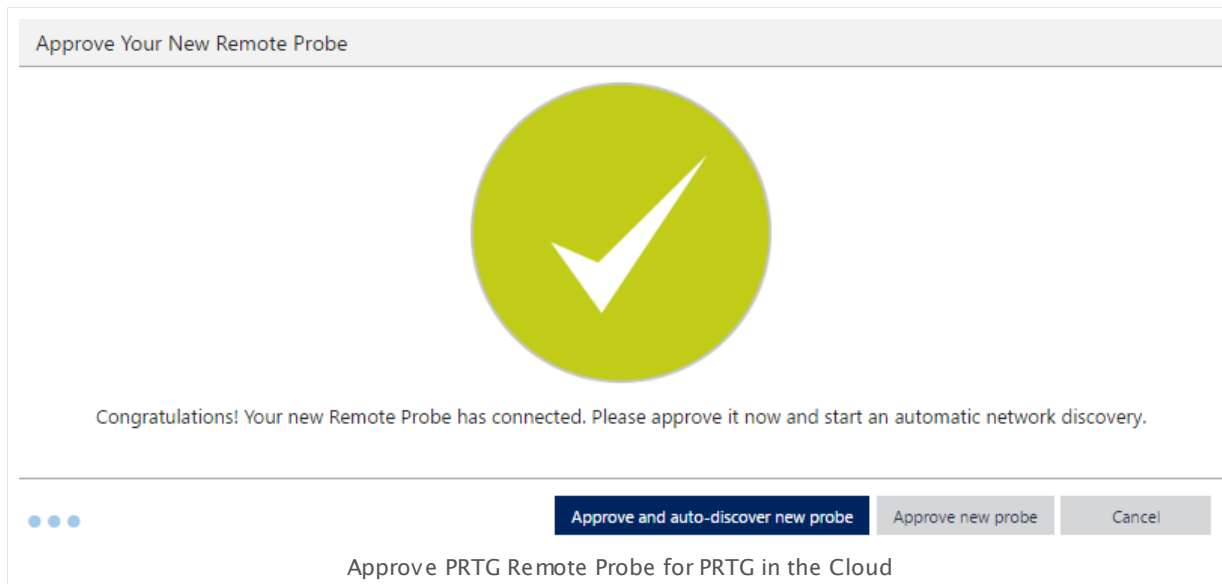 Approve Your New Remote Probe
Congratulations! Your new Remote Probe has connected. Please approve it now and start an automatic network discovery.
Approve and auto-discover new probe Approve new probe Cancel
Approve PRTG Remote Probe for PRTG in the Cloud